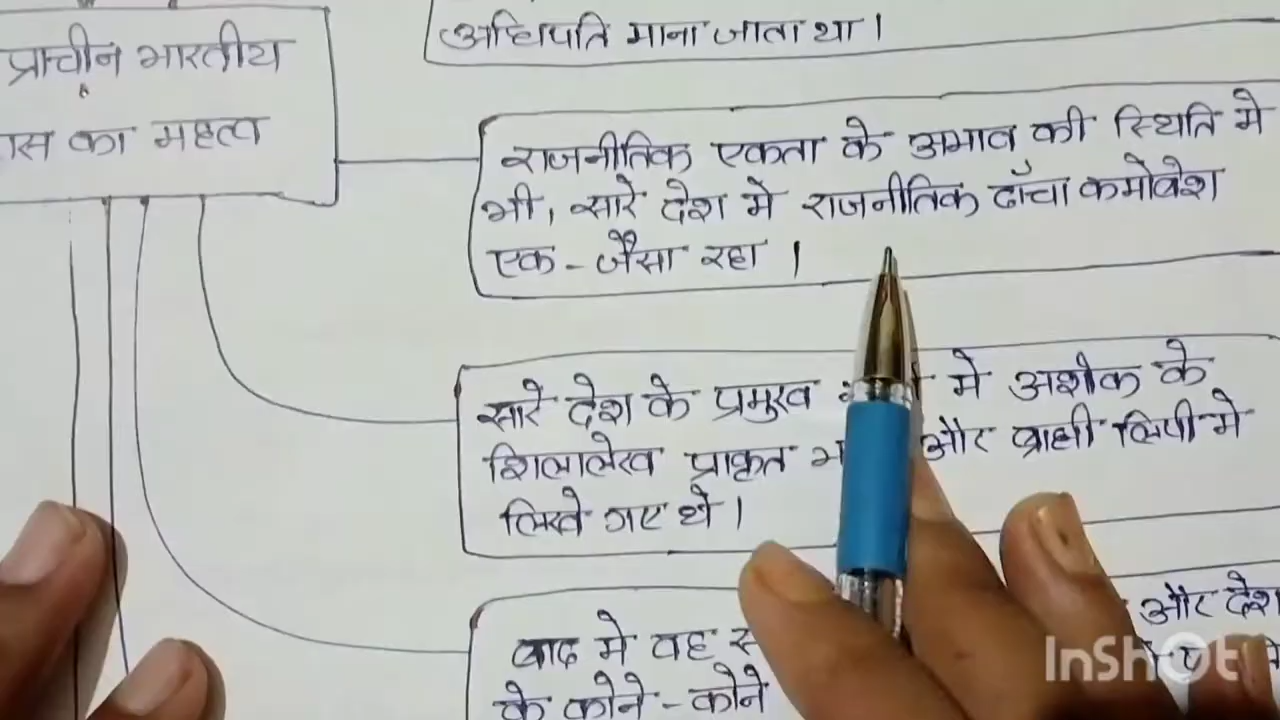 अधिपति माना जाता था।
प्राचीन भारतीय
का महत्व
राजनीतिक एकता के अभाव की स्थिति मे
भी, सारे देश मे राजनीतिक ढाँचा कमोवेश
एक - जैसा रहा ।
सारे देश के प्रमुख मे अशोक के
शिलालेख प्राकृत और ब्राह्मी लिपी मे
लिखे गए थे।
बाद मे वह और देश
के कोने - कोने
InShOt